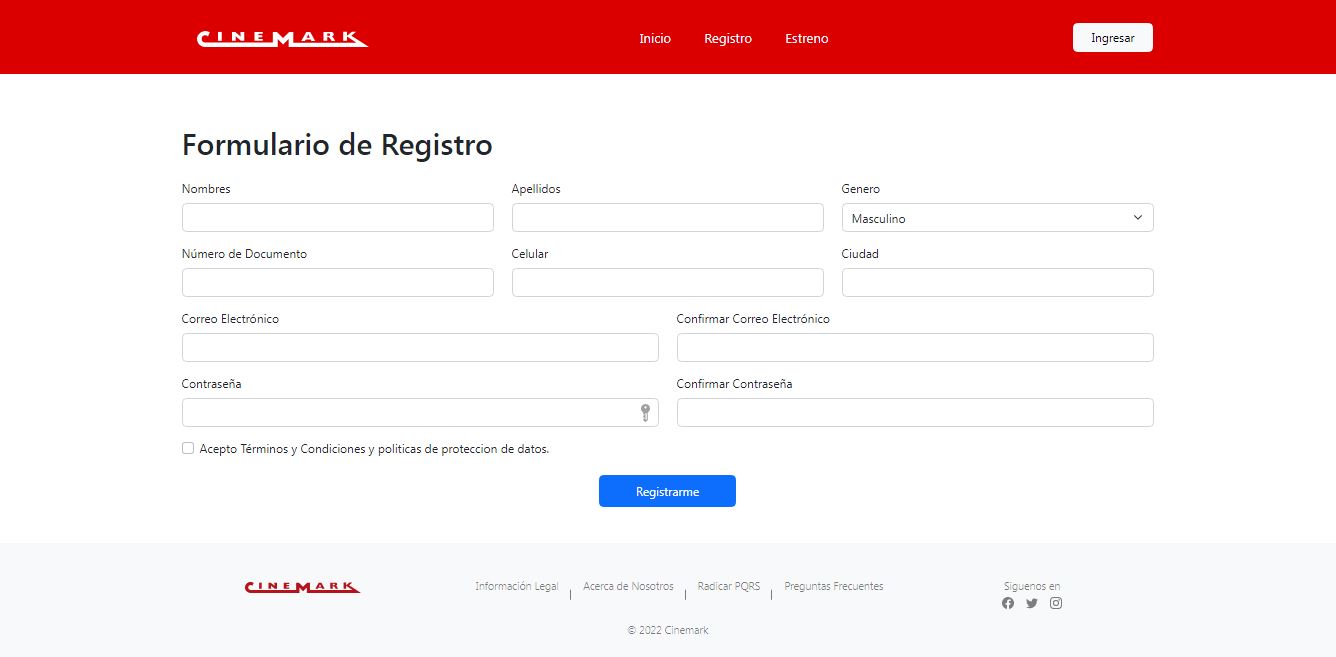 CINEMARK Inicio Registro Estreno Ingresar
Formulario de Registro
Nombres Apellidos Genero
Masculino
Número de Documento Celular Ciudad
Correo Electrónico Confirmar Correo Electrónico
Contraseña Confirmar Contraseña
Acepto Términos y Condiciones y politicas de proteccion de datos.
Registrarme
CINEMARK Información Legal | Acerca de Nosotros | Radicar PQRS | Preguntas Frecuentes Siguenos en
© 2022 Cinemark